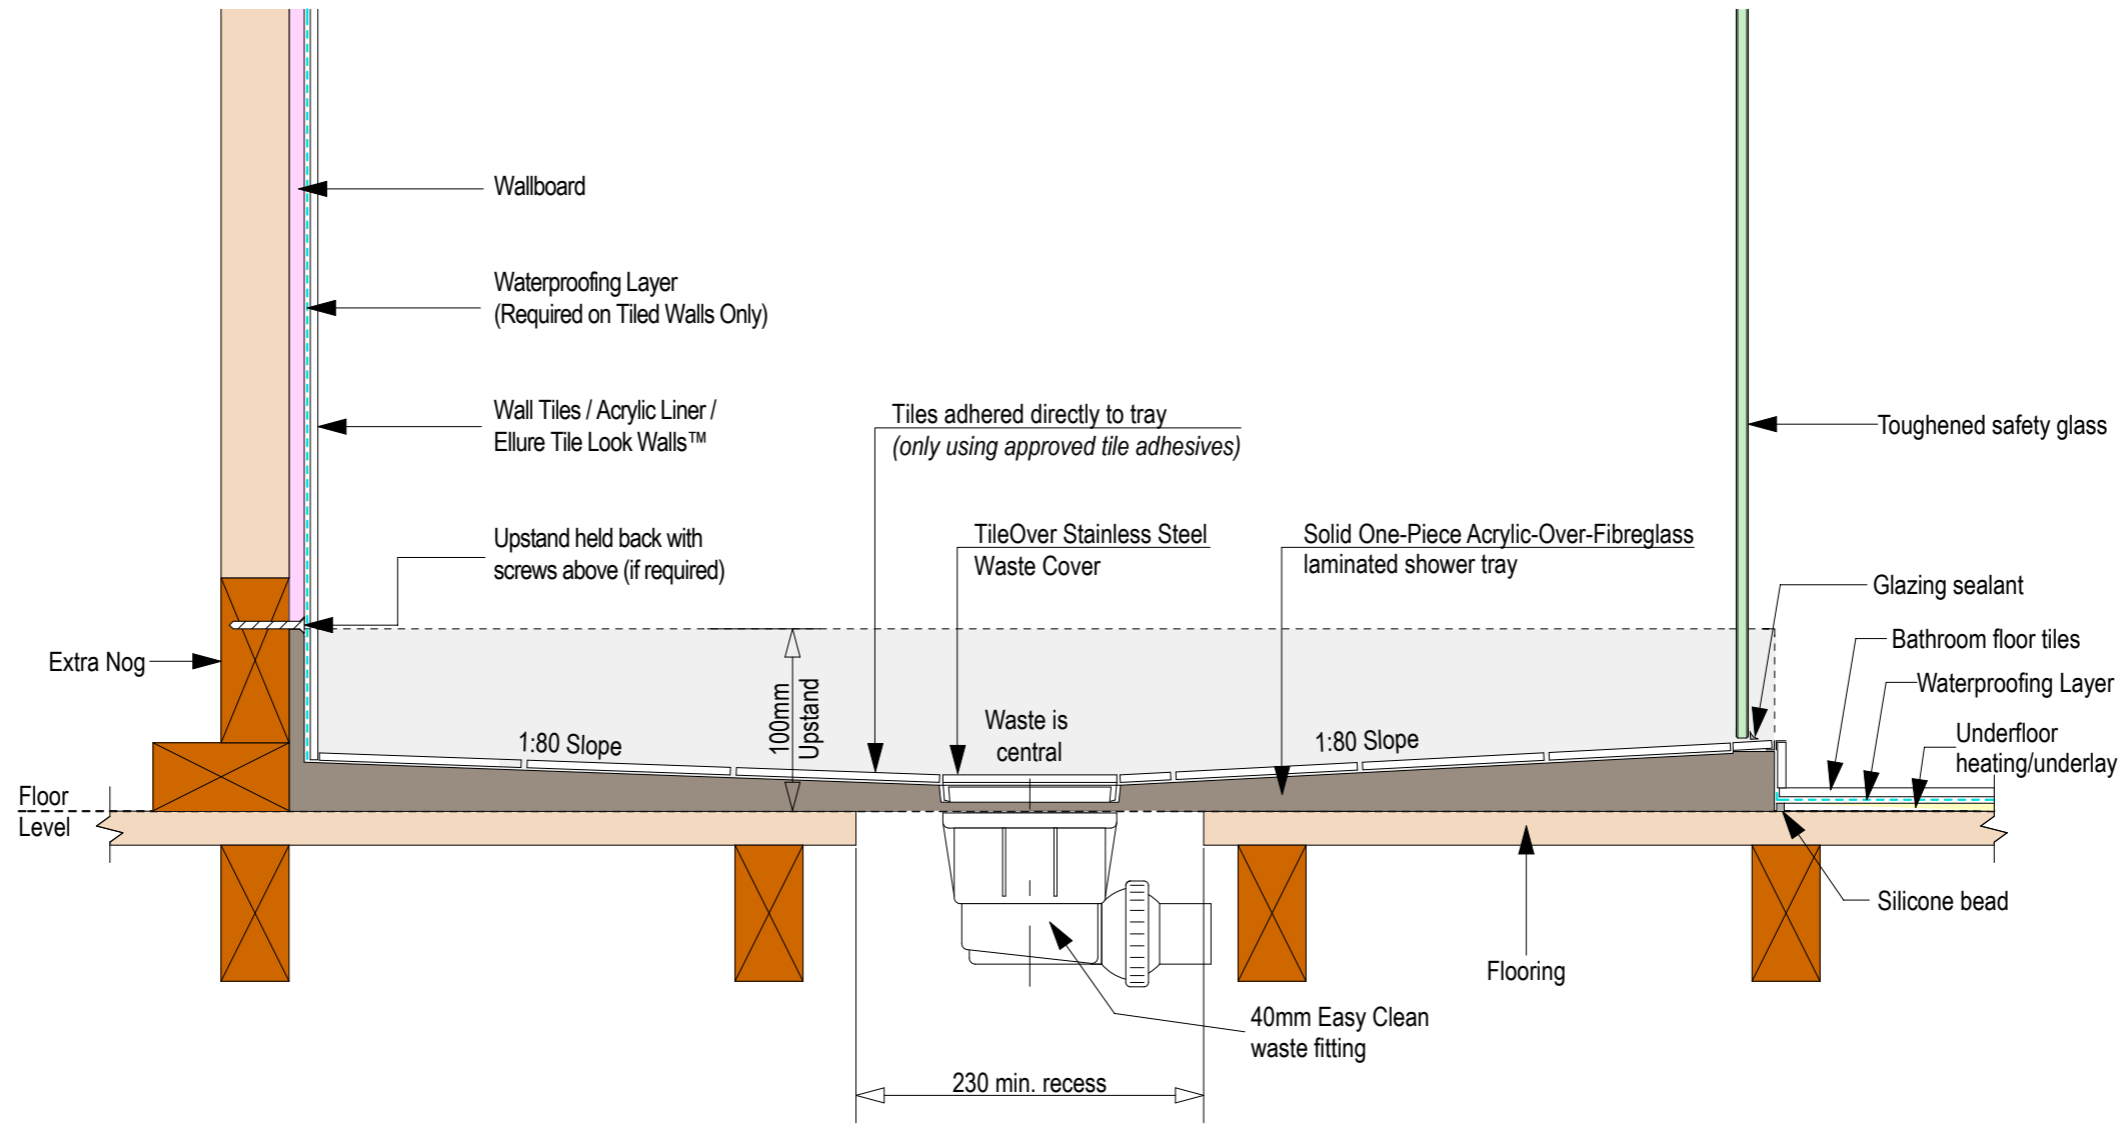 Wallboard
Waterproofing Layer
(Required on Tiled Walls Only)
Wall Tiles / Acrylic Liner /
Ellure Tile Look Walls™
Upstand held back with
screws above (if required)
Extra Nog
Floor
Level
Tiles adhered directly to tray
(only using approved tile adhesives)
TileOver Stainless Steel
Waste Cover
Solid One-Piece Acrylic-Over-Fibreglass
laminated shower tray
Toughened safety glass
Glazing sealant
Bathroom floor tiles
Waterproofing Layer
Underfloor
heating/underlay
1:80 Slope
100mm
Upstand
Waste is
central
1:80 Slope
Silicone bead
Flooring
40mm Easy Clean
waste fitting
230 min. recess